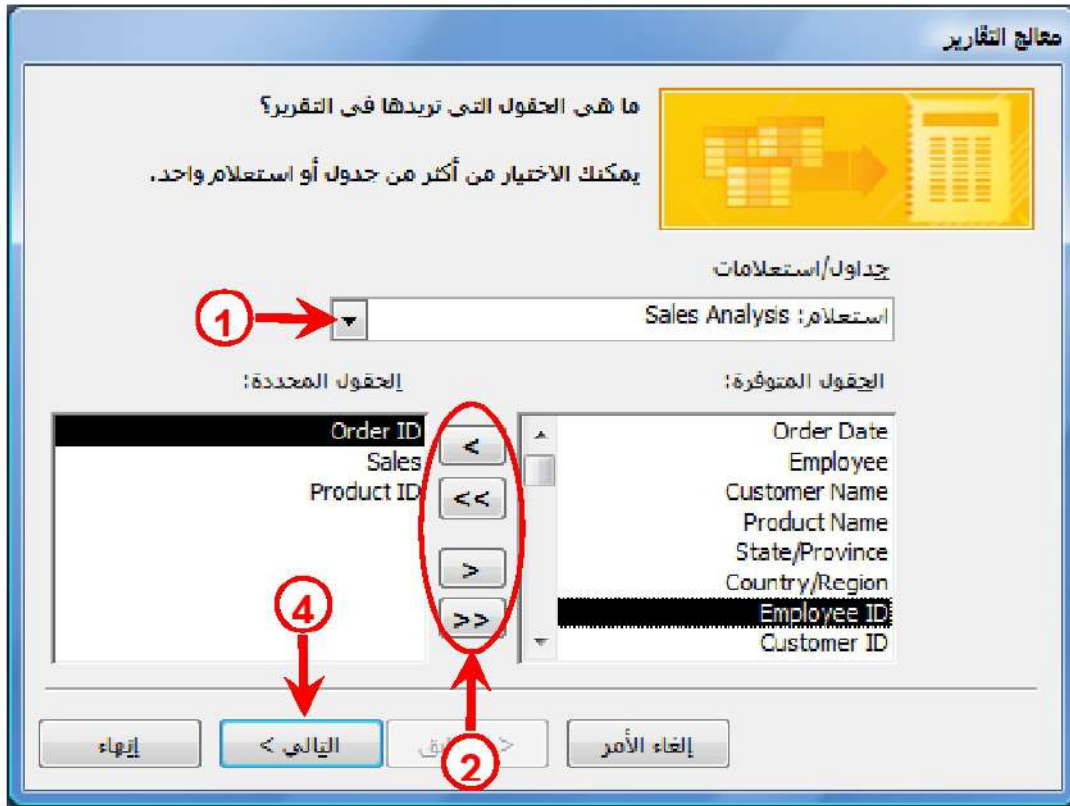 معالج التقارير
ما هي الحقول التي تريدها في التقرير؟
يمكنك الاختيار من أكثر من جدول أو استعلام واحد.
جداول/استعلامات
استعلام: Sales Analysis
1
الحقول المتوفرة:
الحقول المحددة:
Order Date
Employee
Customer Name
Product Name
State/Province
Country/Region
Employee ID
Customer ID
<
<<
>
>>
Order ID
Sales
Product ID
4
2
إلغاء الأمر
التالي >
إنهاء